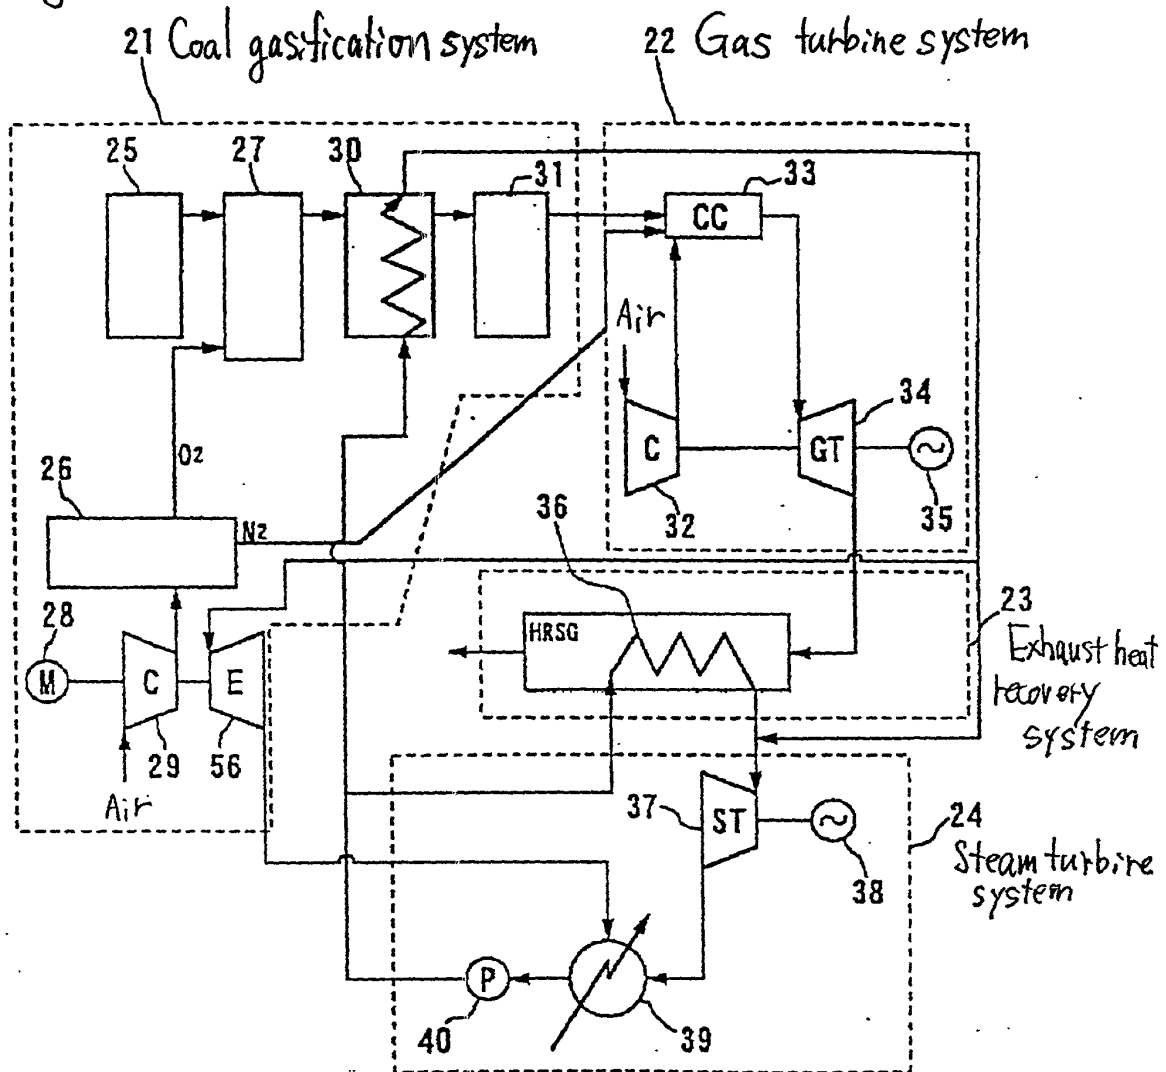 21 Coal gasification system
22 Gas turbine system
25
27
30
31
33
CC
Air
34
C
GT
O2
26
32
35
36
N2
28
23
HRSG
Exhaust heat
recovery
system
M
C
E
29
56
Air
37
ST
24
Steam turbire
system
38
P
40
39